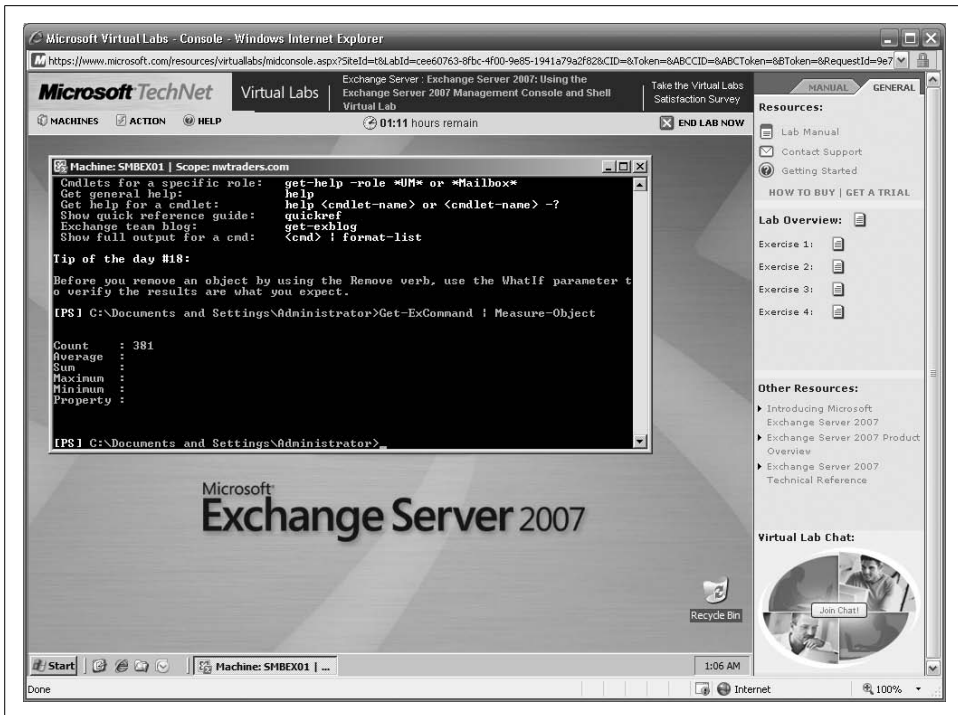 Microsoft Virtual Labs - Console - Windows Internet Explorer
https://www.microsoft.com/resources/virtuallabs/midconsole.aspx?SiteId=t&LabId=cee60763-8fbc-4f00-9e85-1941a79a2f82&CID=&Token=&ABCCID=&ABCToken=&BToken=&RequestId=9e7
Microsoft TechNet
Virtual Labs
Exchange Server : Exchange Server 2007: Using the
Exchange Server 2007 Management Console and Shell
Virtual Lab
Take the Virtual Labs
Satisfaction Survey
MACHINES ACTION HELP
01:11 hours remain
END LAB NOW
MANUAL GENERAL
Resources:
Lab Manual
Contact Support
Getting Started
HOW TO BUY | GET A TRIAL
Lab Overview:
Exercise 1:
Exercise 2:
Exercise 3:
Exercise 4:
Other Resources:
Introducing Microsoft
Exchange Server 2007
Exchange Server 2007 Product
Overview
Exchange Server 2007
Technical Reference
Virtual Lab Chat:
Join Chat!
Machine: SMBEX01 | Scope: nwtraders.com
Cmdlets for a specific role: get-help -role *UM* or *Mailbox*
Get general help: help
Get help for a cmdlet: help <cmdlet-name> or <cmdlet-name> -?
Show quick reference guide: quickref
Exchange team blog: get-exblog
Show full output for a cmd: <cmd> | format-list
Tip of the day #18:
Before you remove an object by using the Remove verb, use the WhatIf parameter t
o verify the results are what you expect.
[PS] C:\Documents and Settings\Administrator>Get-ExCommand | Measure-Object
Count : 381
Average :
Sum :
Maximum :
Minimum :
Property :
[PS] C:\Documents and Settings\Administrator>_
Microsoft
Exchange Server 2007
Recycle Bin
Start
Machine: SMBEX01 | ...
1:06 AM
Done
Internet
100%